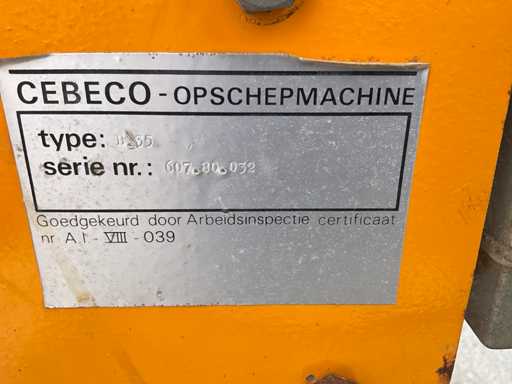 CEBECO - OPSCHEPMACHINE
type:
serie nr.: 607.80.032
Goedgekeurd door Arbeidsinspectie certificaat
nr A.I - VIII - 039